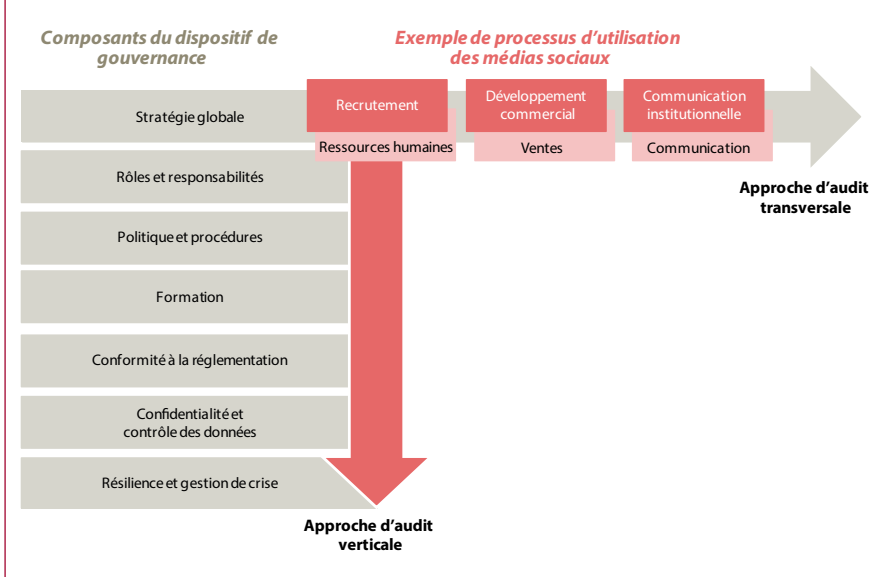 Composants du dispositif de
gouvernance
Exemple de processus d’utilisation
des médias sociaux
Stratégie globale
Recrutement
Ressources humaines
Développement
commercial
Ventes
Communication
institutionnelle
Communication
Approche d’audit
transversale
Rôles et responsabilités
Politique et procédures
Formation
Conformité à la réglementation
Confidentialité et
contrôle des données
Résilience et gestion de crise
Approche d’audit
verticale